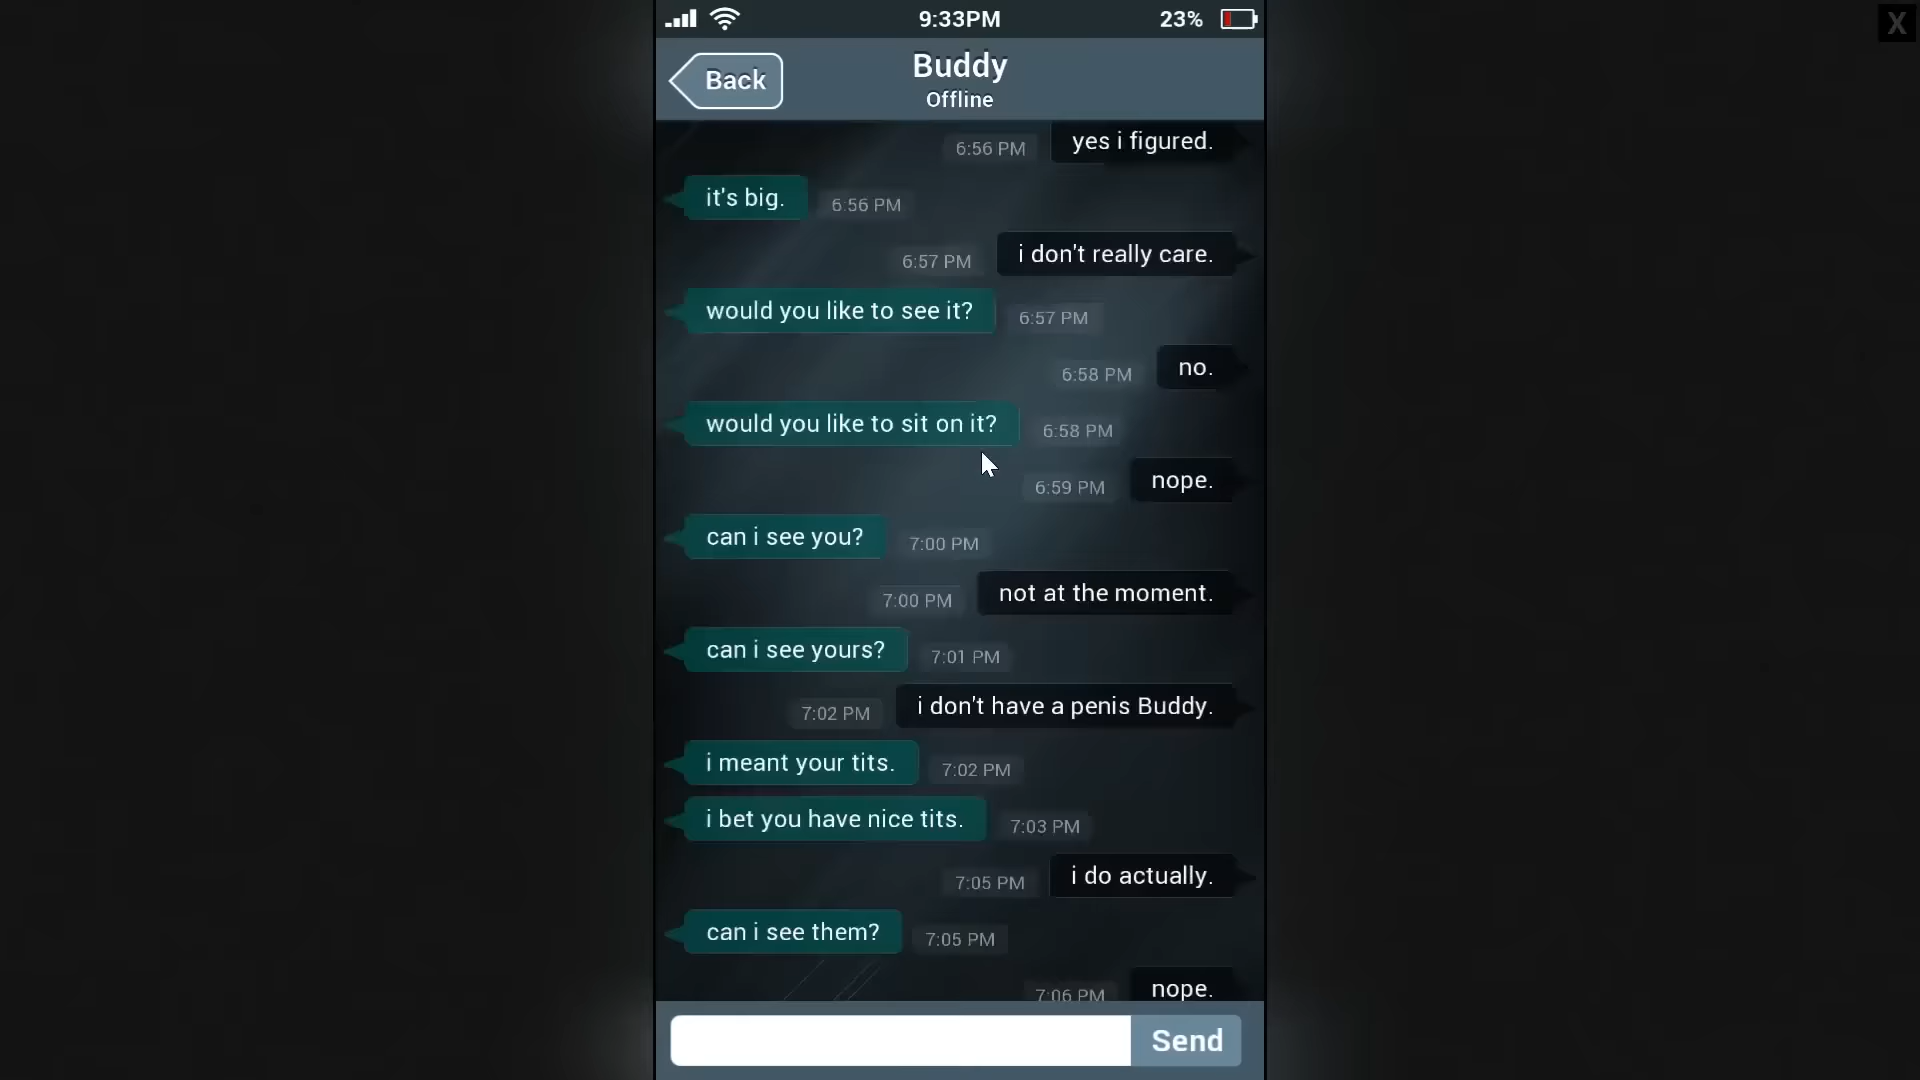 9:33PM
23%
X
Back
Buddy
Offline
6:56 PM yes i figured.
it's big. 6:56 PM
6:57 PM i don't really care.
would you like to see it? 6:57 PM
6:58 PM no.
would you like to sit on it? 6:58 PM
6:59 PM nope.
can i see you? 7:00 PM
7:00 PM not at the moment.
can i see yours? 7:01 PM
7:02 PM i don't have a penis Buddy.
i meant your tits. 7:02 PM
i bet you have nice tits. 7:03 PM
7:05 PM i do actually.
can i see them? 7:05 PM
7:06 PM nope.
Send